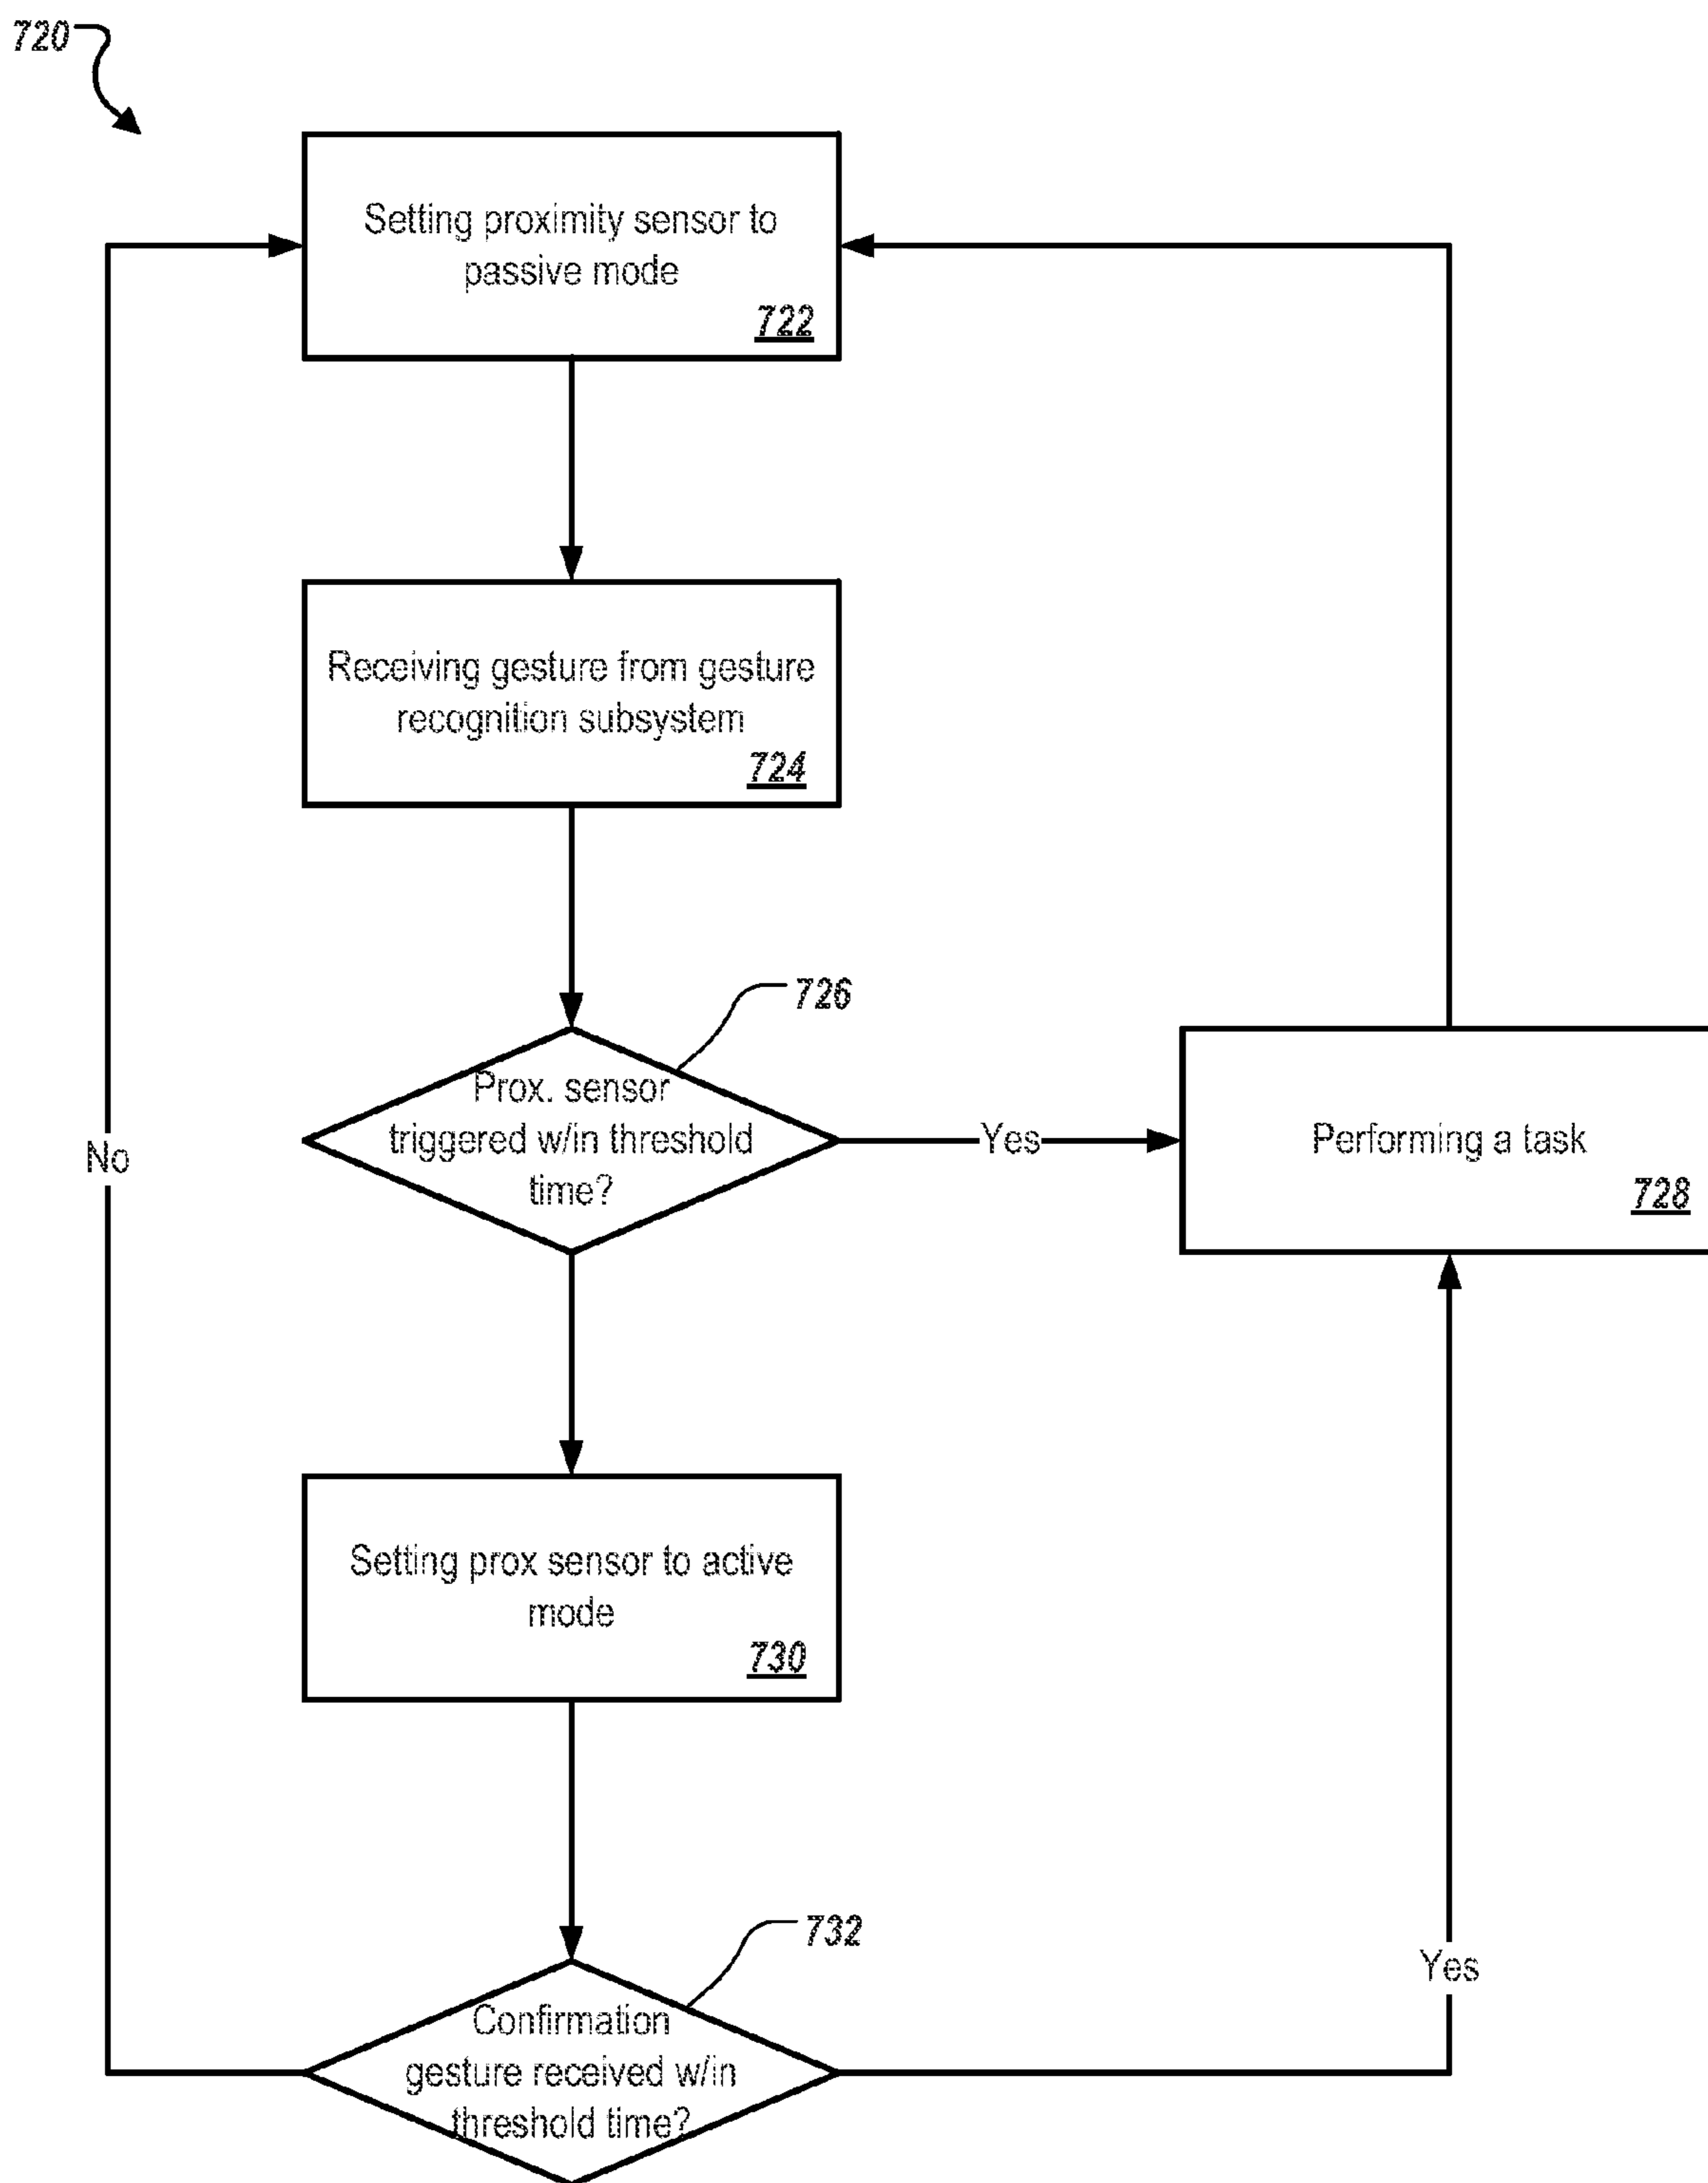 720
Setting proximity sensor to
passive mode
722
Receiving gesture from gesture
recognition subsystem
724
726
Prox. sensor
triggered w/in threshold
time?
Yes
Performing a task
728
No
Setting prox sensor to active
mode
730
732
Confirmation
gesture received w/in
threshold time?
Yes